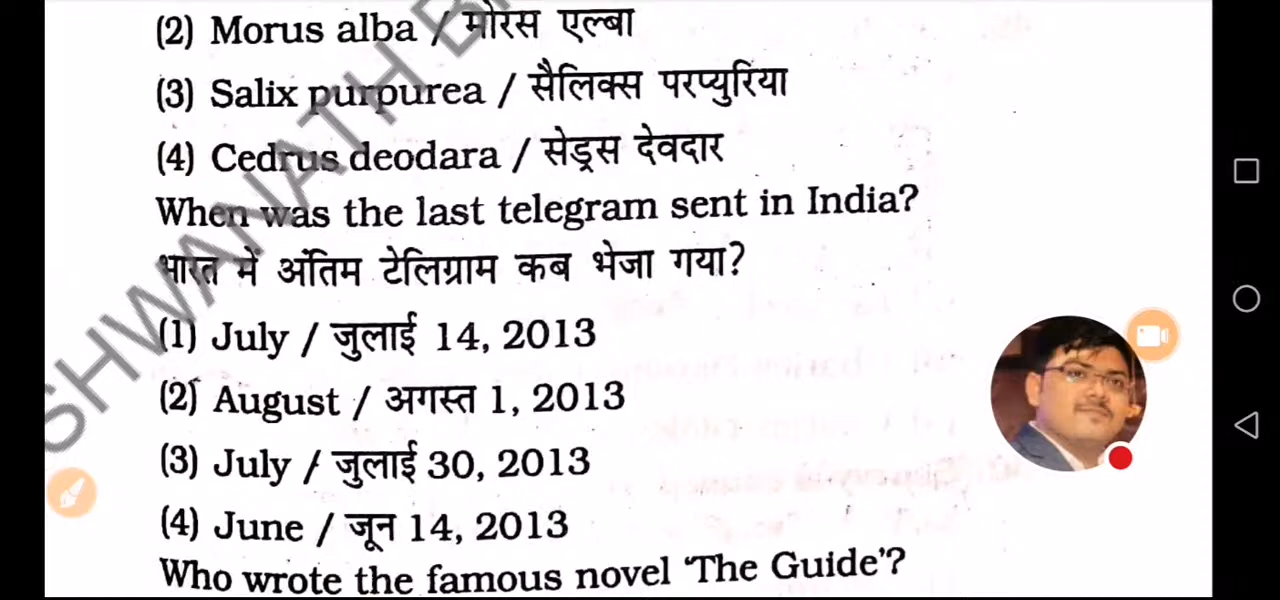 (2) Morus alba / मोरस एल्बा
(3) Salix purpurea / सैलिक्स परप्युरिया
(4) Cedrus deodara / सेड्रस देवदार
When was the last telegram sent in India?
भारत में अंतिम टेलिग्राम कब भेजा गया?
(1) July / जुलाई 14, 2013
(2) August / अगस्त 1, 2013
(3) July / जुलाई 30, 2013
(4) June / जून 14, 2013
Who wrote the famous novel 'The Guide'?
SHWANATH B